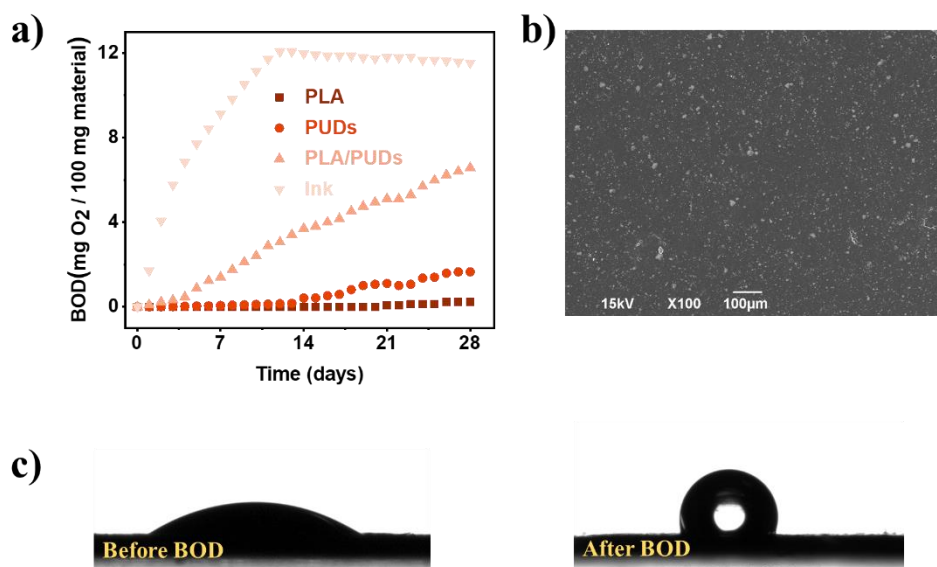 a)
BOD(mg O2 / 100 mg material)
12
8
4
0
PLA
PUDs
PLA/PUDs
Ink
0
7
14
21
28
Time (days)
b)
15kV X100 100µm
c)
Before BOD
After BOD